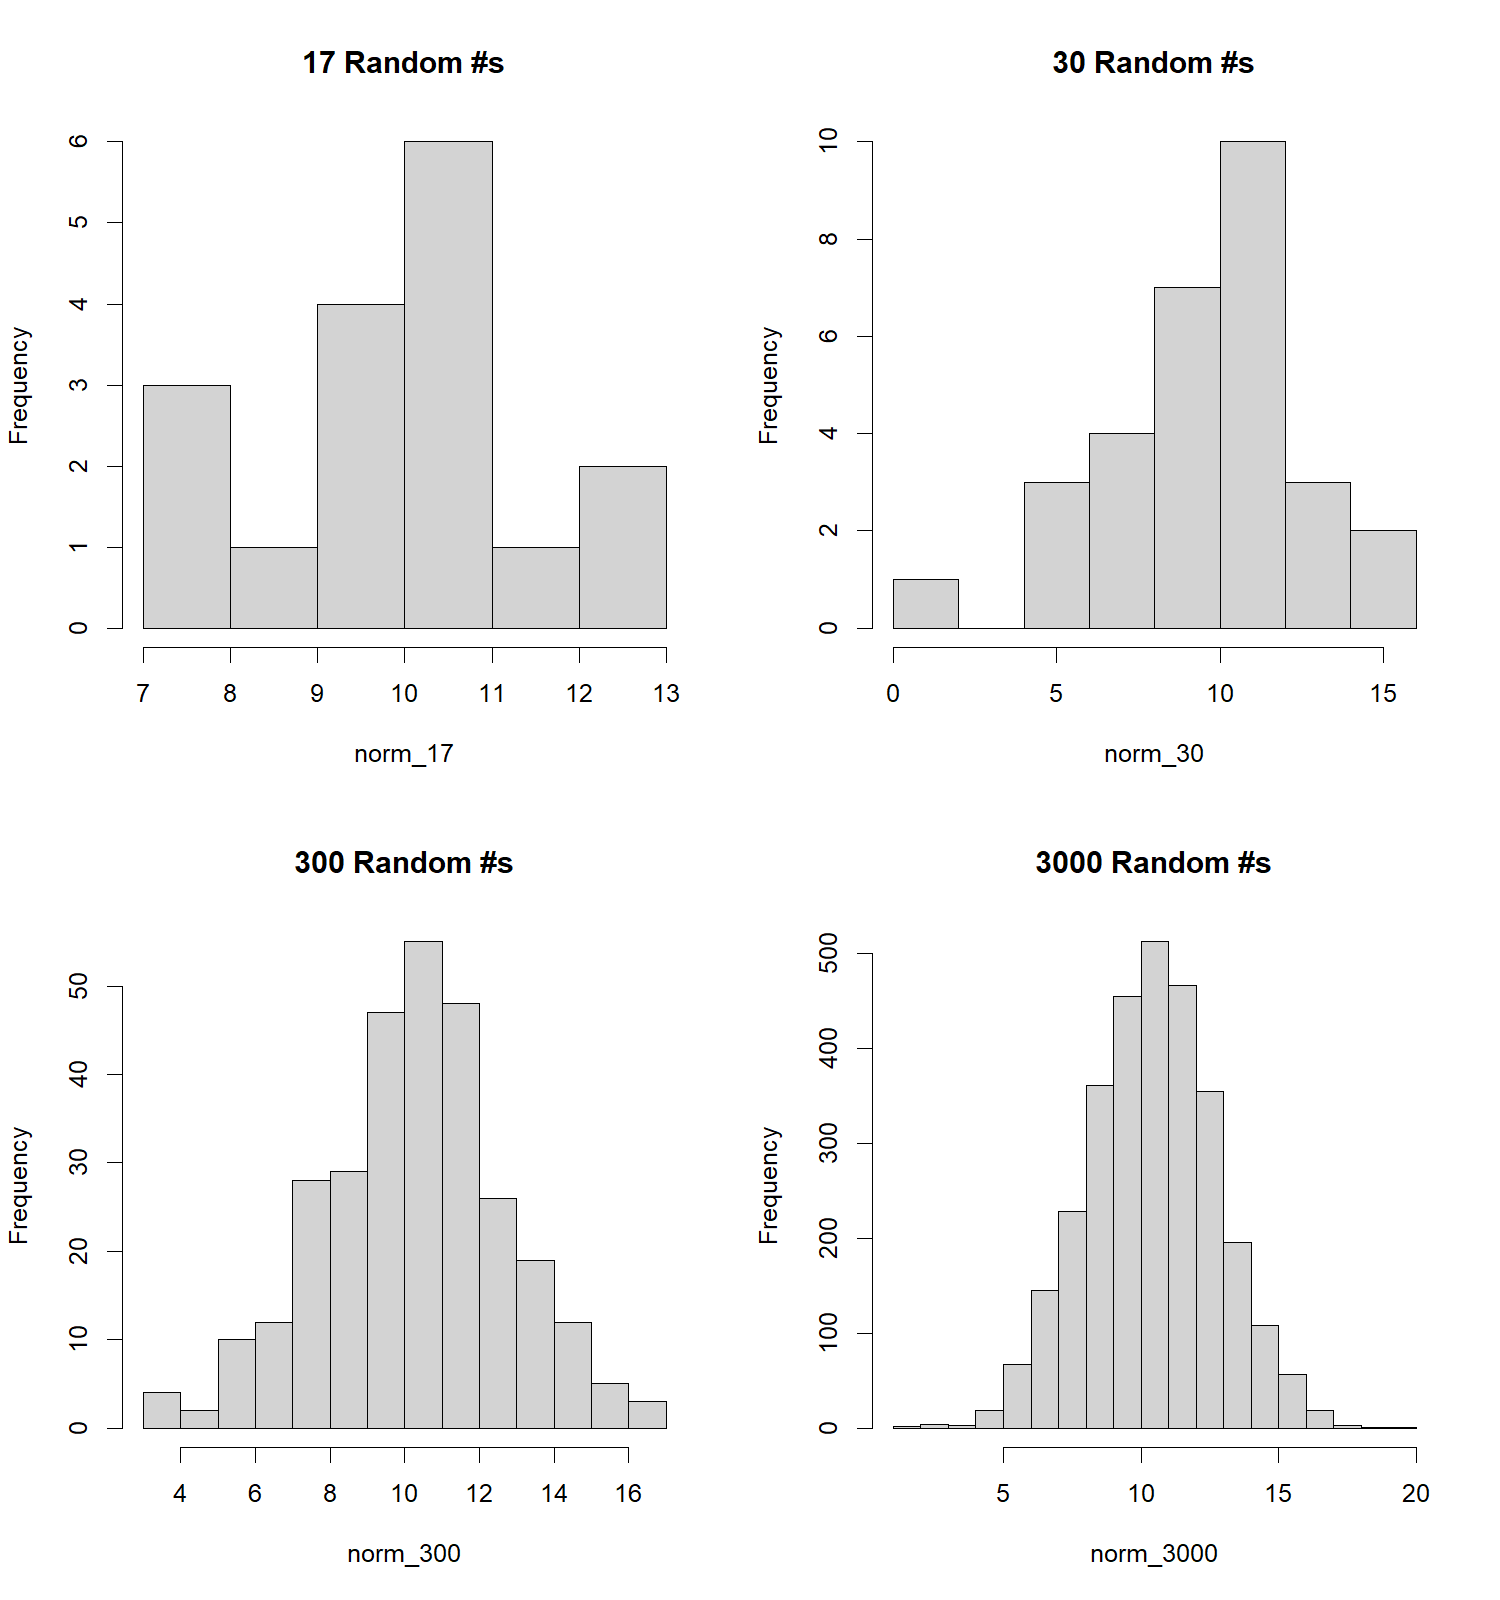 17 Random #s
Frequency
0 1 2 3 4 5 6
7 8 9 10 11 12 13
norm_17
30 Random #s
Frequency
0 2 4 6 8 10
0 5 10 15
norm_30
300 Random #s
Frequency
0 10 20 30 40 50
4 6 8 10 12 14 16
norm_300
3000 Random #s
Frequency
0 100 200 300 400 500
5 10 15 20
norm_3000